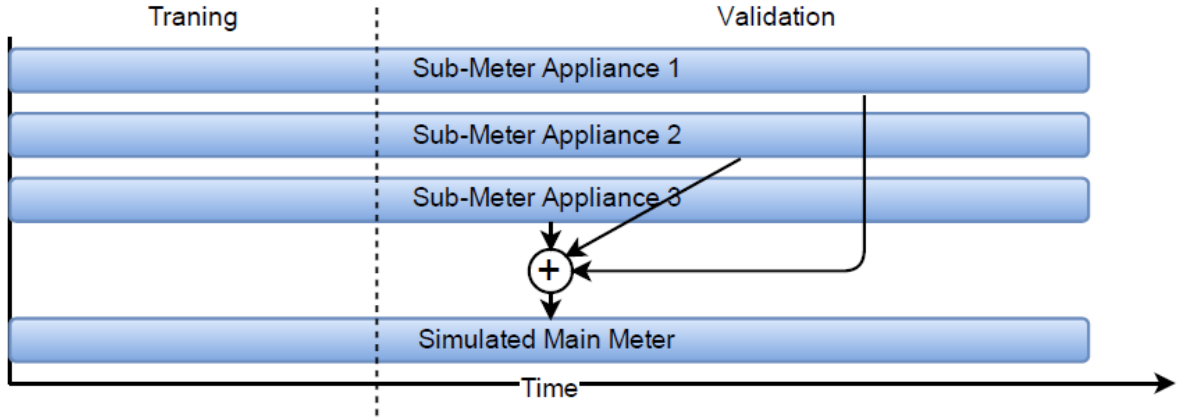 Traning
Validation
Sub-Meter Appliance 1
Sub-Meter Appliance 2
Sub-Meter Appliance 3
+
Simulated Main Meter
Time